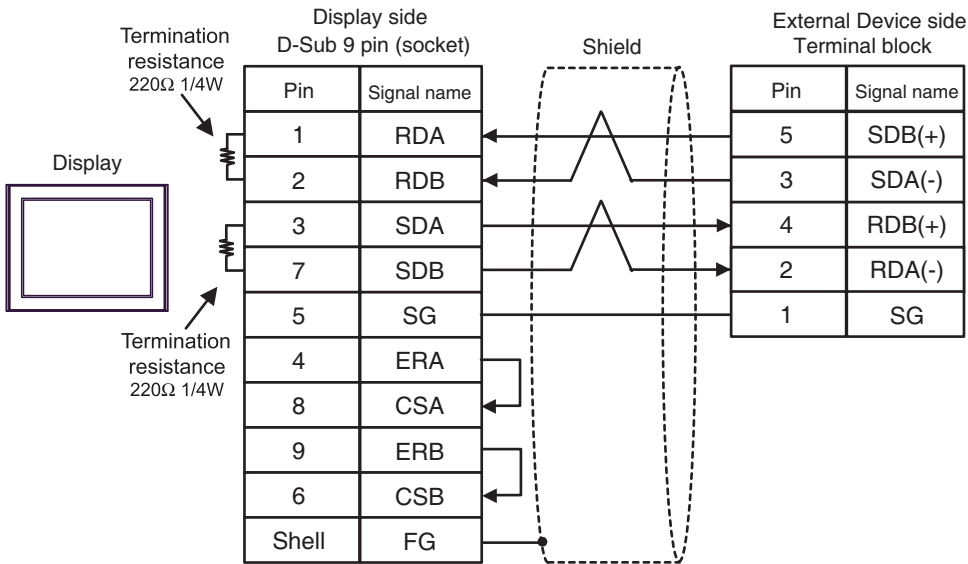 Display side
D-Sub 9 pin (socket)
Termination
resistance
220Ω 1/4W
Shield
External Device side
Terminal block
Display
Pin Signal name
1 RDA
2 RDB
3 SDA
7 SDB
5 SG
4 ERA
8 CSA
9 ERB
6 CSB
Shell FG
Termination
resistance
220Ω 1/4W
Pin Signal name
5 SDB(+)
3 SDA(-)
4 RDB(+)
2 RDA(-)
1 SG